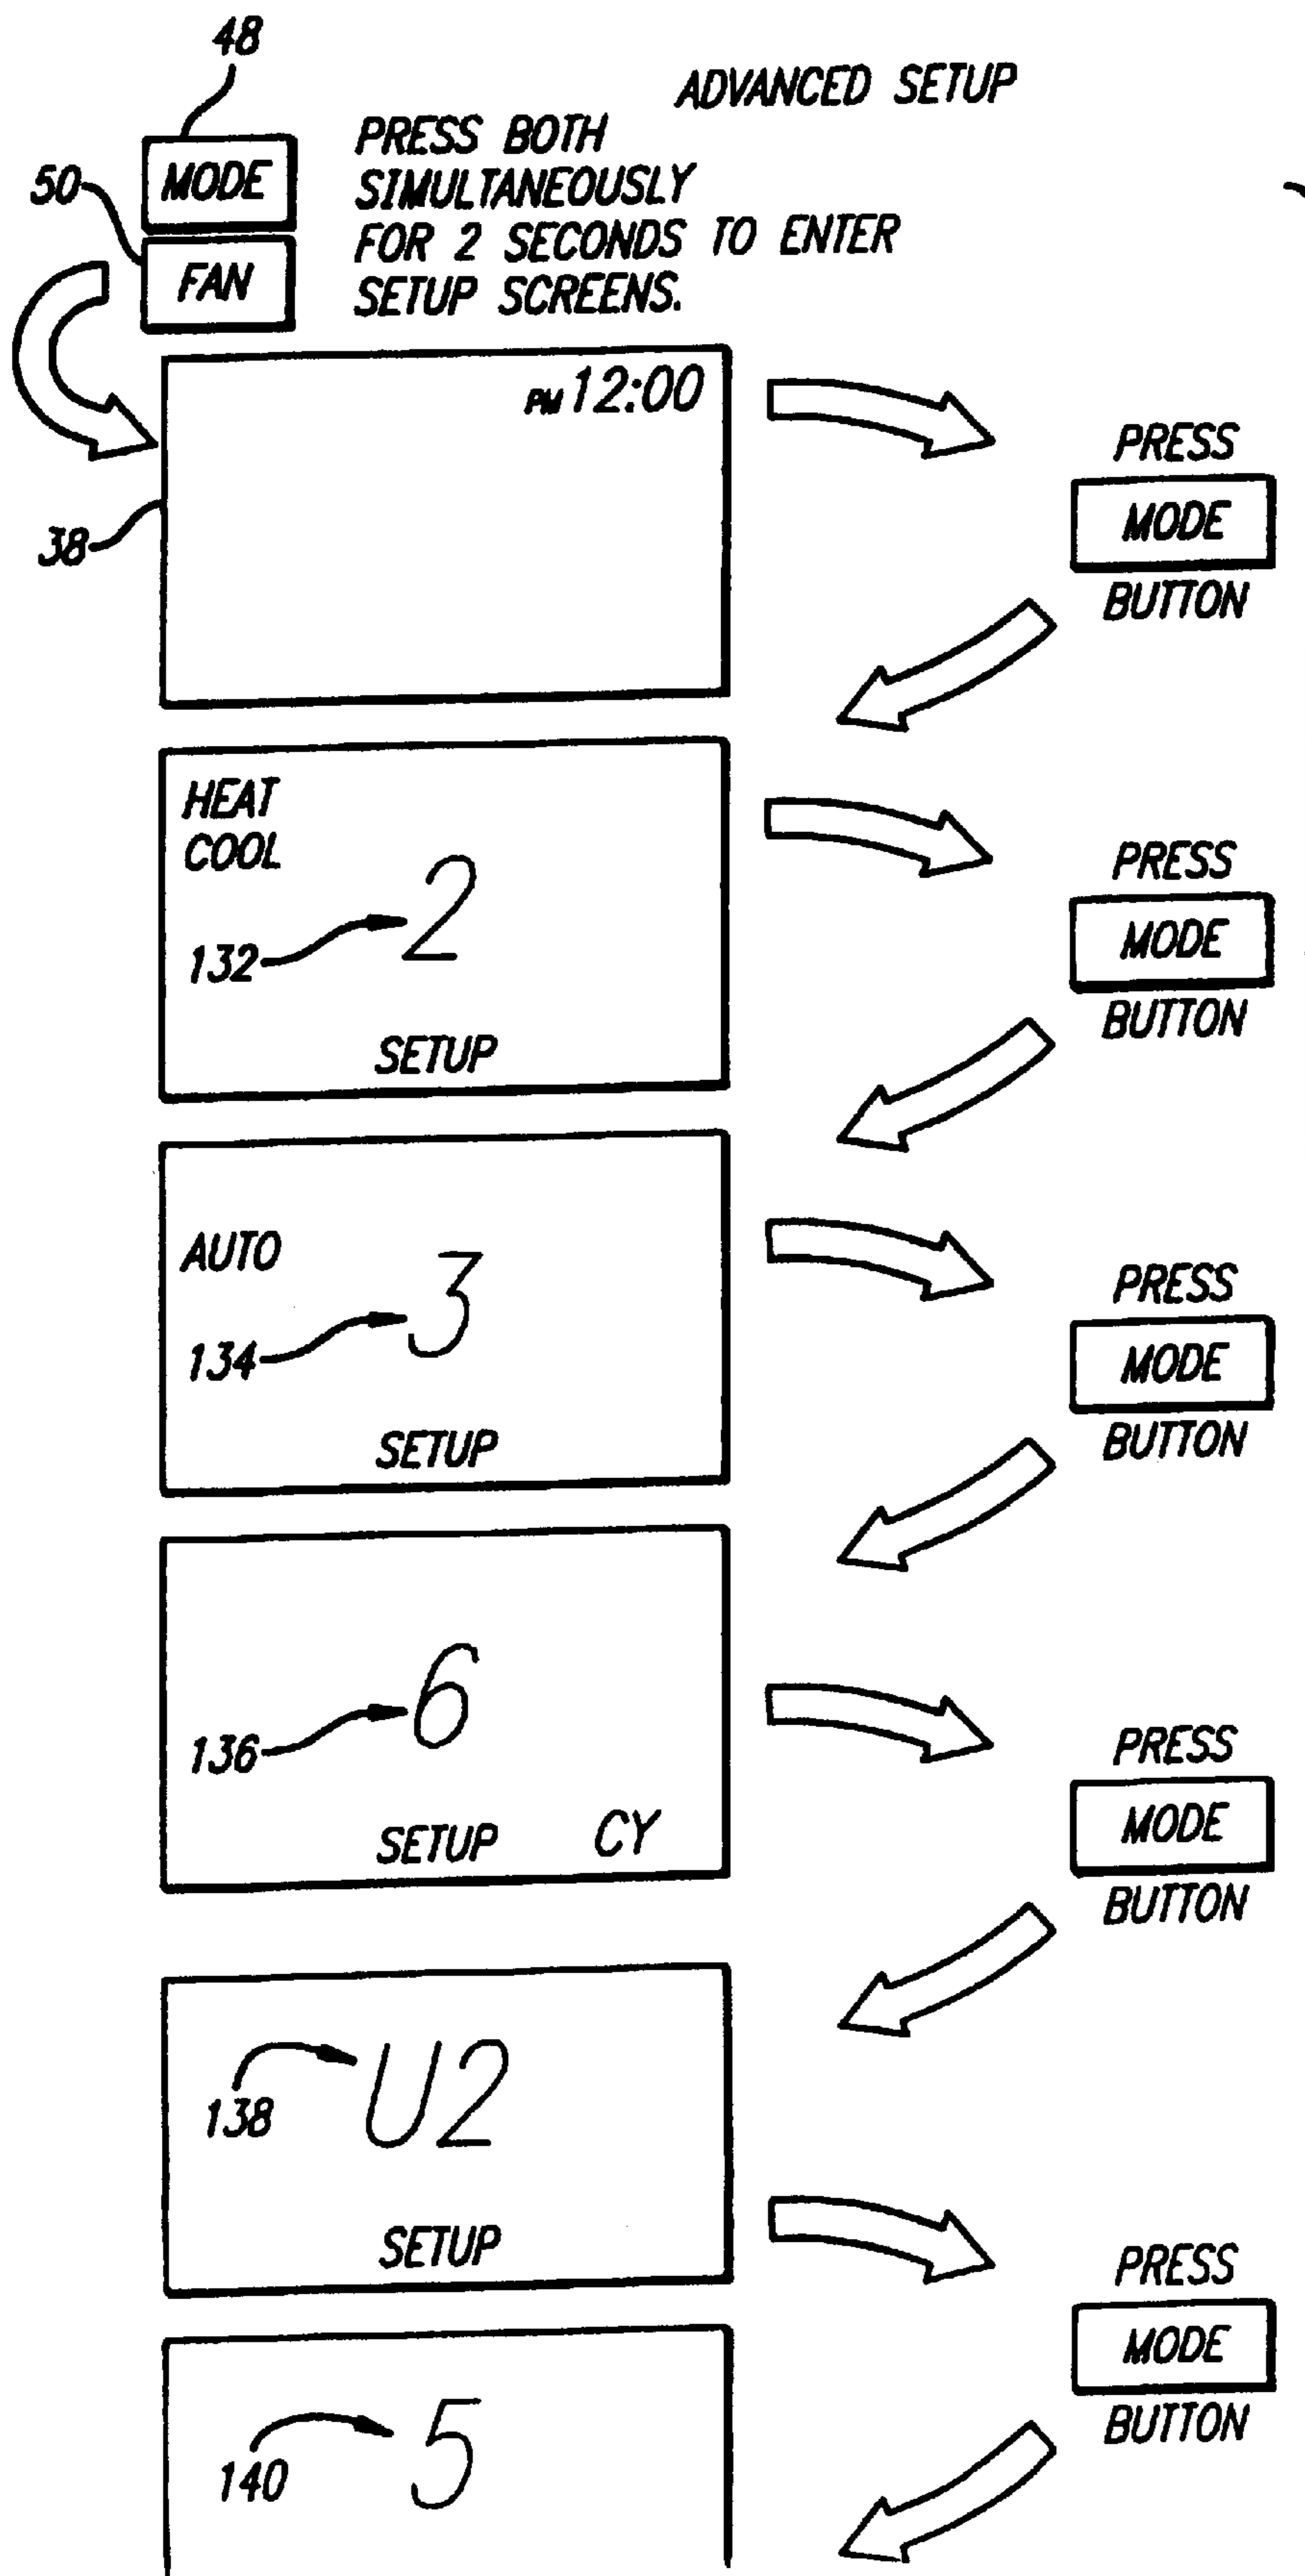 48
ADVANCED SETUP
50
MODE
FAN
PRESS BOTH
SIMULTANEOUSLY
FOR 2 SECONDS TO ENTER
SETUP SCREENS.
PM 12:00
38
PRESS
MODE
BUTTON
HEAT
COOL
2
132
SETUP
PRESS
MODE
BUTTON
AUTO
3
134
SETUP
PRESS
MODE
BUTTON
6
136
SETUP CY
PRESS
MODE
BUTTON
U2
138
SETUP
PRESS
MODE
BUTTON
5
140